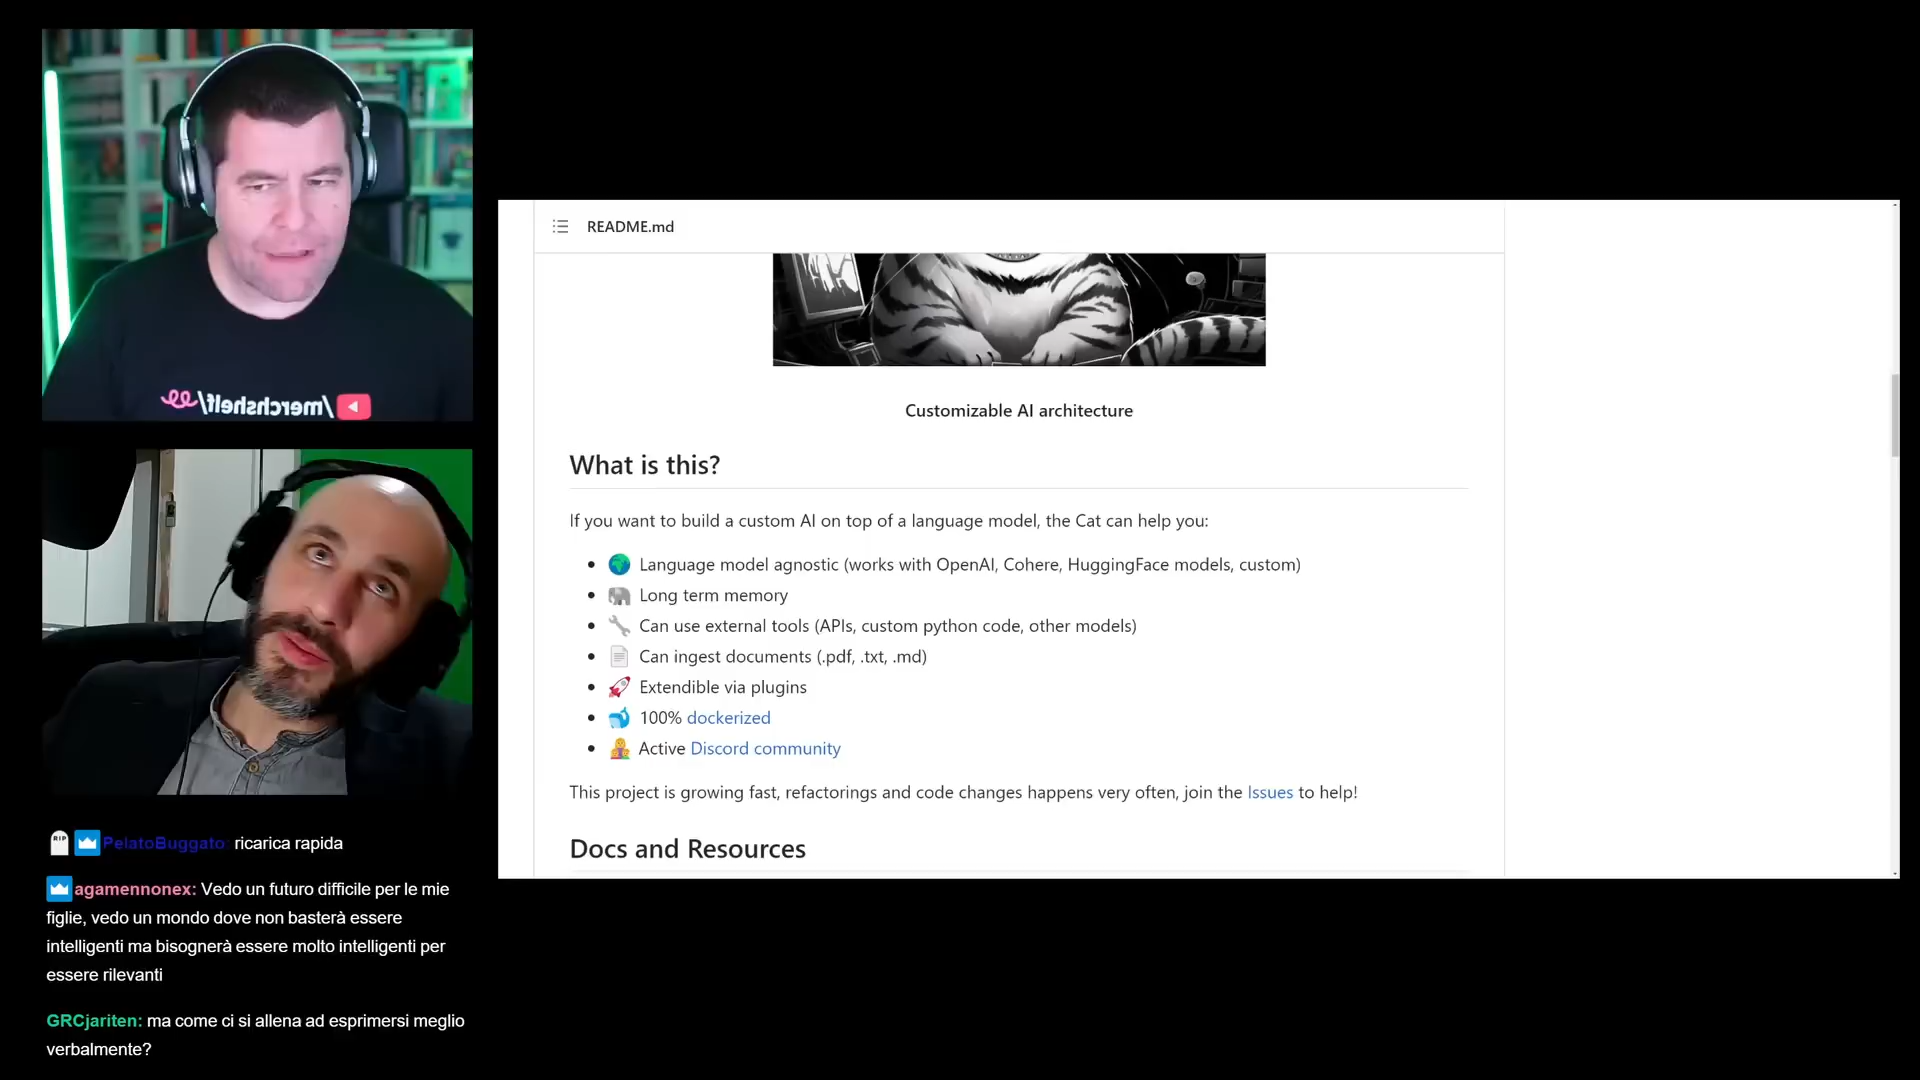 /merchshelf/
PelatoBuggato: ricarica rapida
agamennonex: Vedo un futuro difficile per le mie
figlie, vedo un mondo dove non basterà essere
intelligenti ma bisognerà essere molto intelligenti per
essere rilevanti
GRCjariten: ma come ci si allena ad esprimersi meglio
verbalmente?
README.md
Customizable AI architecture
What is this?
If you want to build a custom AI on top of a language model, the Cat can help you:
Language model agnostic (works with OpenAI, Cohere, HuggingFace models, custom)
Long term memory
Can use external tools (APIs, custom python code, other models)
Can ingest documents (.pdf, .txt, .md)
Extendible via plugins
100% dockerized
Active Discord community
This project is growing fast, refactorings and code changes happens very often, join the Issues to help!
Docs and Resources